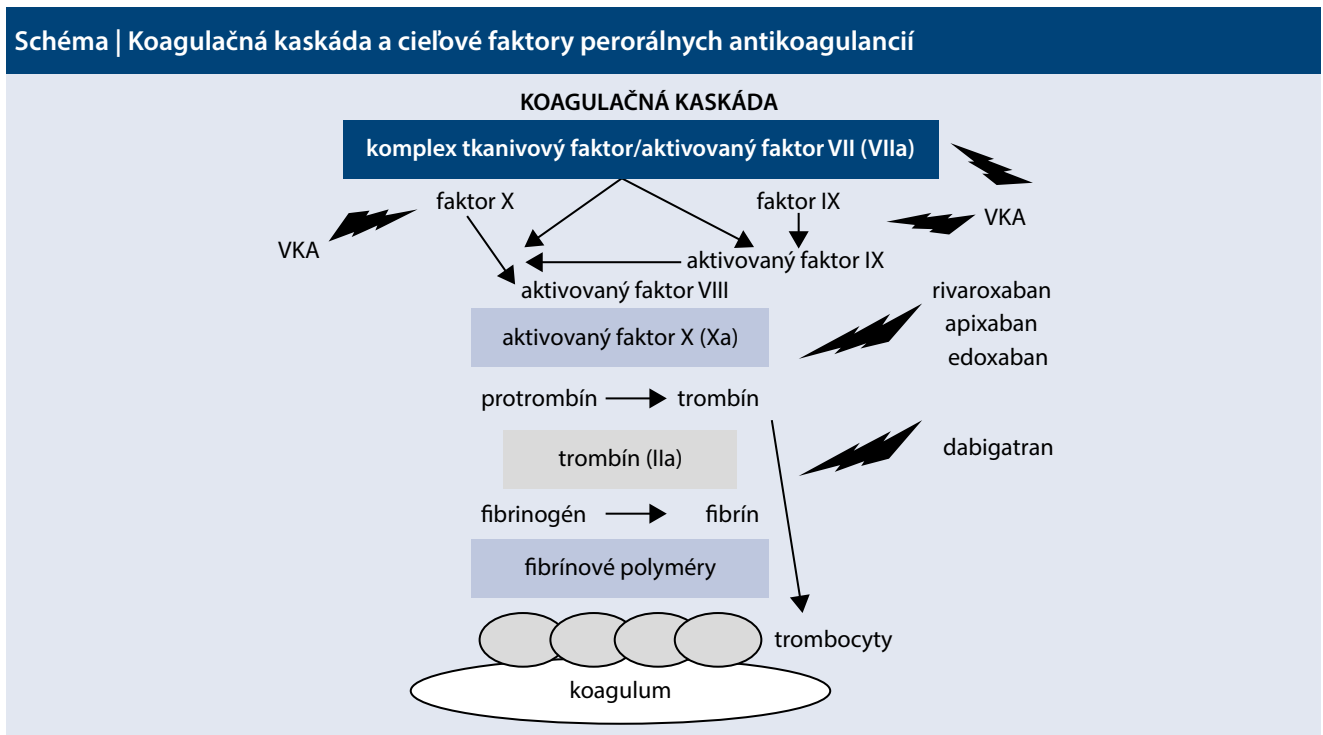 Schéma | Koagulačná kaskáda a cieľové faktory perorálnych antikoagulancií
KOAGULAČNÁ KASKÁDA
komplex tkanivový faktor/aktivovaný faktor VII (VIIa)
faktor X
faktor IX
VKA
VKA
aktivovaný faktor IX
aktivovaný faktor VIII
rivaroxaban
apixaban
edoxaban
aktivovaný faktor X (Xa)
protrombín
trombín
trombín (IIa)
dabigatran
fibrinogén
fibrín
fibrínové polyméry
trombocyty
koagulum